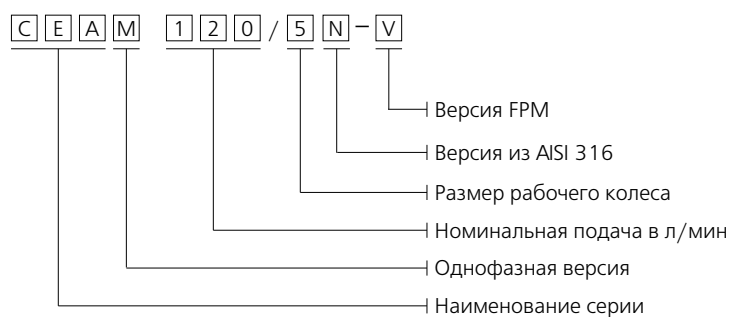 CEAM 120/5N-V
Версия FPM
Версия из AISI 316
Размер рабочего колеса
Номинальная подача в л/мин
Однофазная версия
Наименование серии